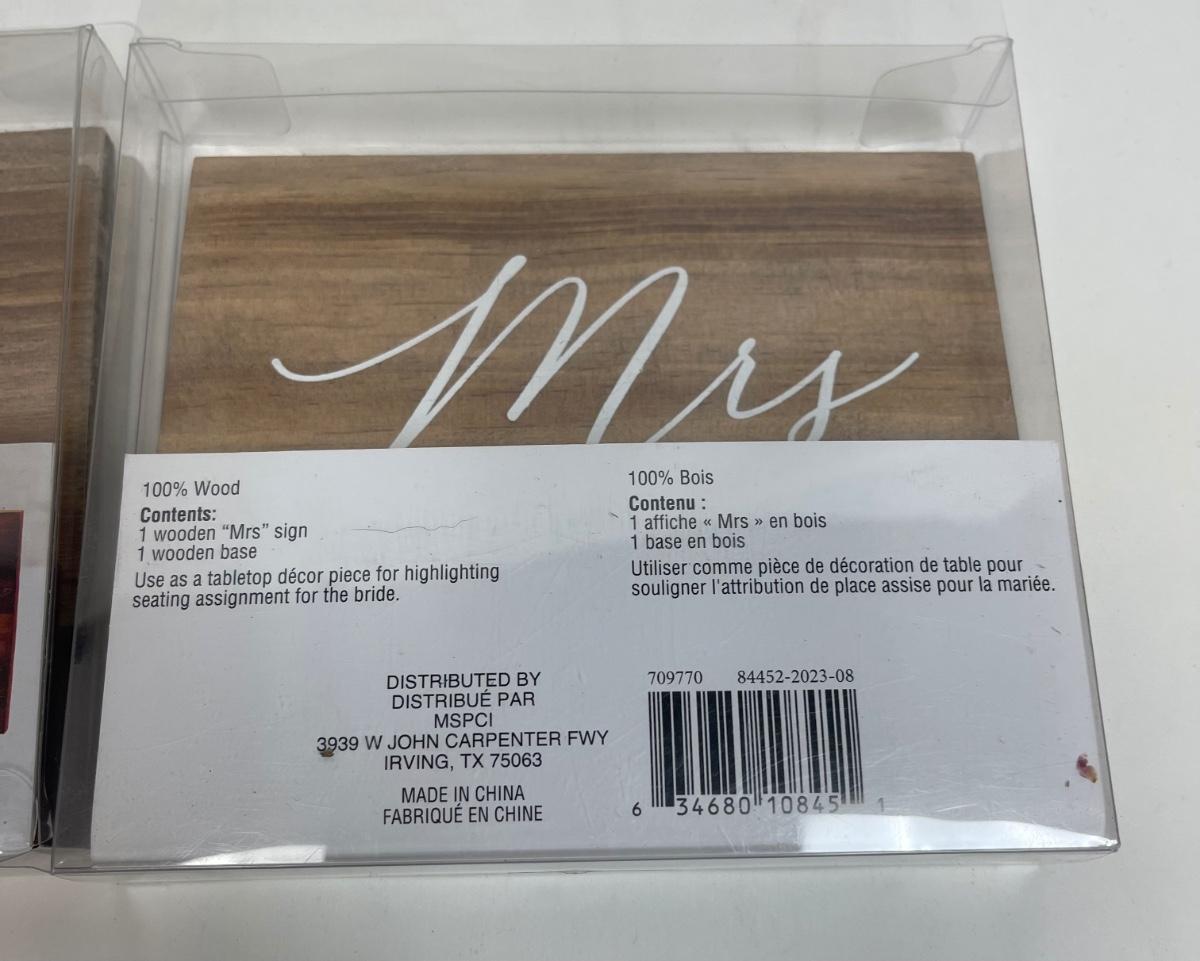 Mrs
100% Wood
Contents:
1 wooden “Mrs” sign
1 wooden base
Use as a tabletop décor piece for highlighting
seating assignment for the bride.
100% Bois
Contenu :
1 affiche « Mrs » en bois
1 base en bois
Utiliser comme pièce de décoration de table pour
souligner l'attribution de place assise pour la mariée.
DISTRIBUTED BY
DISTRIBUÉ PAR
MSPCI
3939 W JOHN CARPENTER FWY
IRVING, TX 75063
MADE IN CHINA
FABRIQUÉ EN CHINE
709770 84452-2023-08
6 34680 10845 1